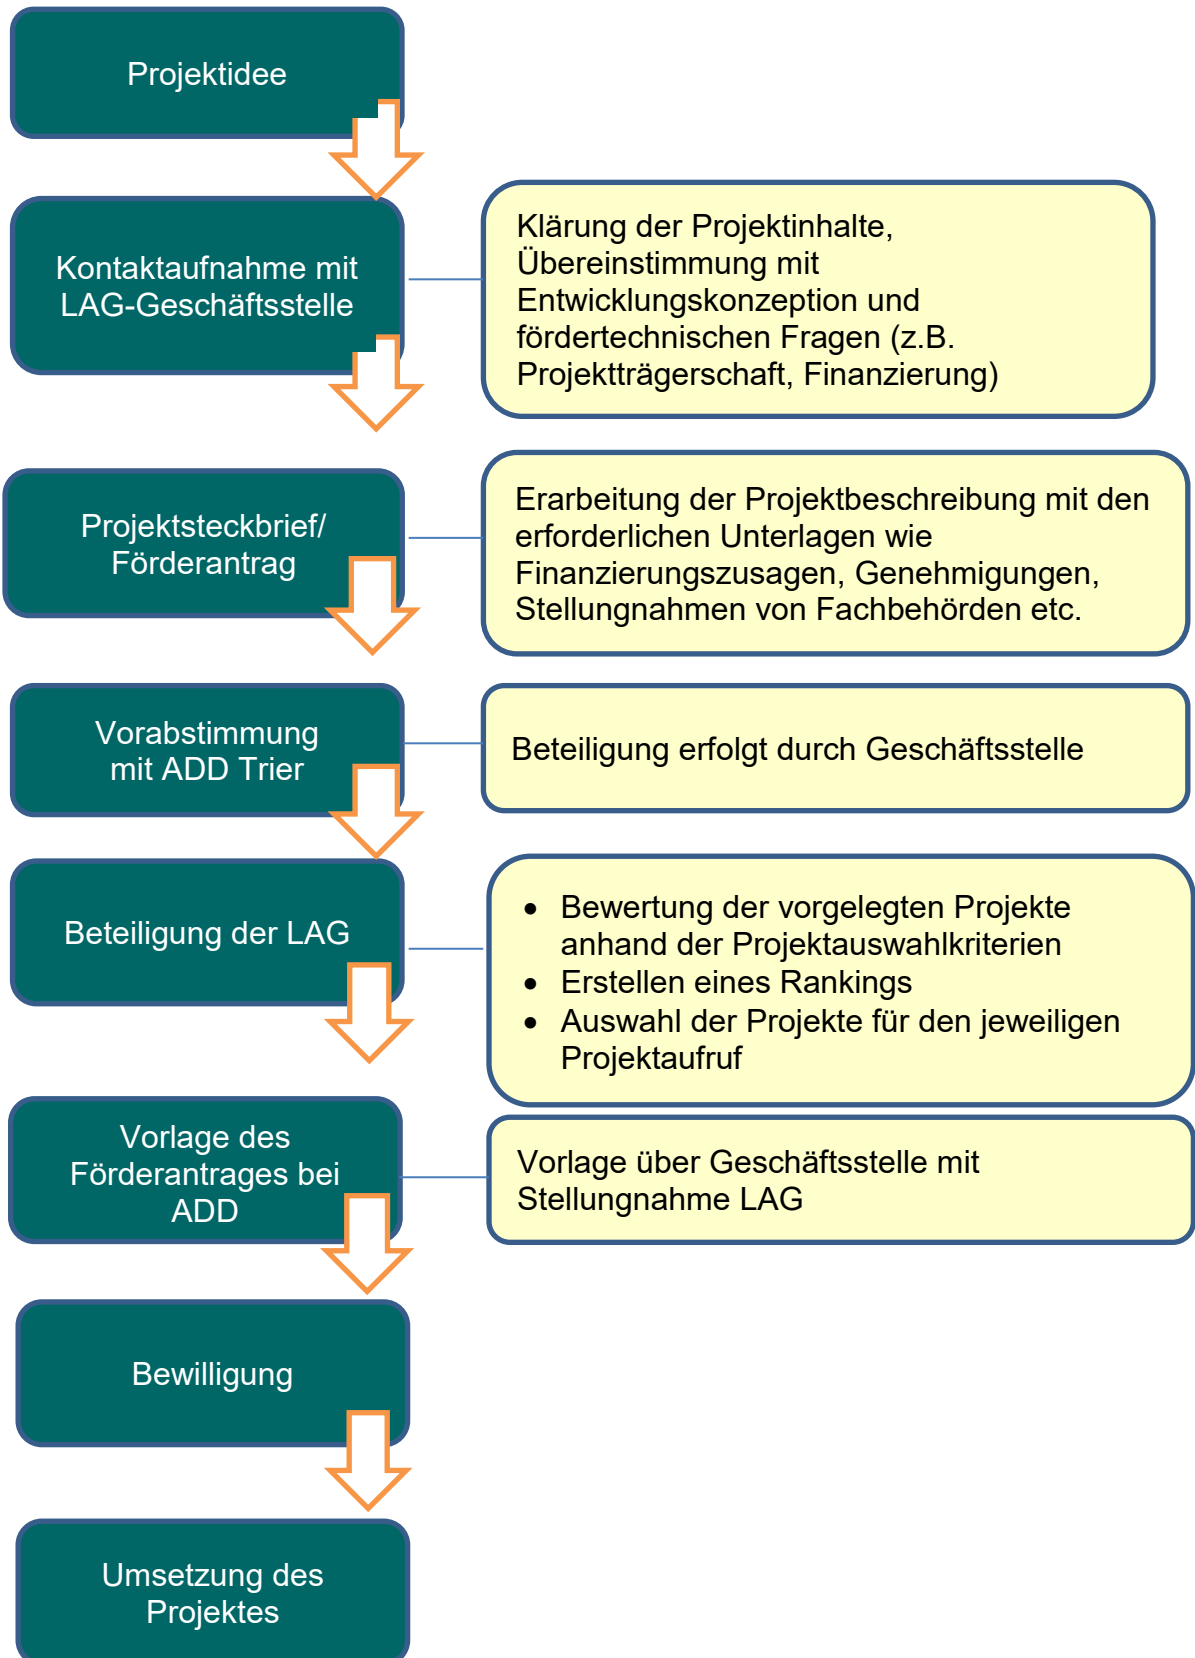 Projektidee
Kontaktaufnahme mit
LAG-Geschäftsstelle
Klärung der Projektinhalte,
Übereinstimmung mit
Entwicklungskonzeption und
fördertechnischen Fragen (z.B.
Projektträgerschaft, Finanzierung)
Projektsteckbrief/
Förderantrag
Erarbeitung der Projektbeschreibung mit den
erforderlichen Unterlagen wie
Finanzierungszusagen, Genehmigungen,
Stellungnahmen von Fachbehörden etc.
Vorabstimmung
mit ADD Trier
Beteiligung erfolgt durch Geschäftsstelle
Beteiligung der LAG
• Bewertung der vorgelegten Projekte
anhand der Projektauswahlkriterien
• Erstellen eines Rankings
• Auswahl der Projekte für den jeweiligen
Projektaufruf
Vorlage des
Förderantrages bei
ADD
Vorlage über Geschäftsstelle mit
Stellungnahme LAG
Bewilligung
Umsetzung des
Projektes